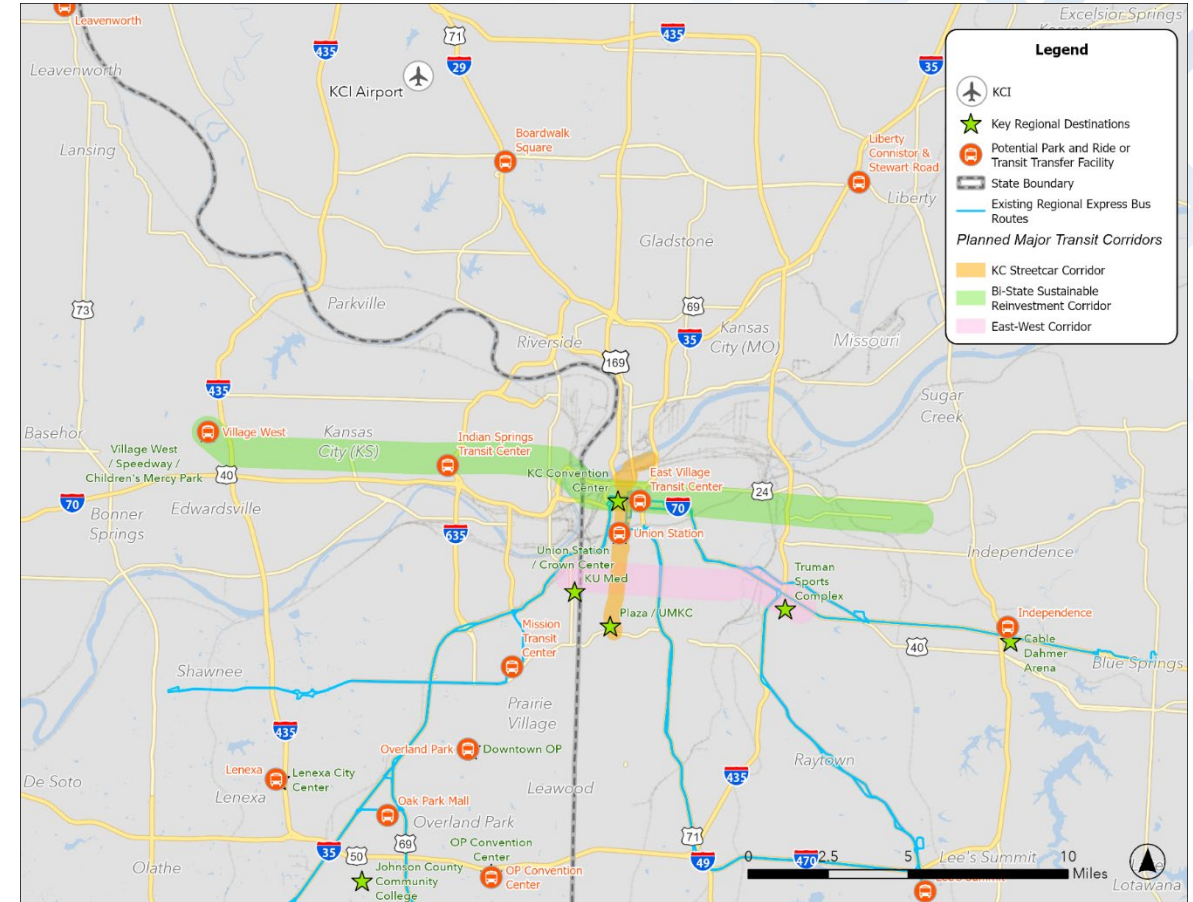 Leavenworth
Excelsior Springs
71
435
435
29
35
Leavenworth
KCI Airport
Legend
KCI
Key Regional Destinations
Potential Park and Ride or
Transit Transfer Facility
State Boundary
Existing Regional Express Bus
Routes
Planned Major Transit Corridors
KC Streetcar Corridor
Bi-State Sustainable
Reinvestment Corridor
East-West Corridor
Boardwalk
Square
Liberty
Connistor &
Stewart Road
Lansing
Liberty
Gladstone
73
Parkville
69
Riverside
35
Kansas
City (MO)
Missouri
169
435
Sugar
Creek
Basehor
Village West
Kansas
City (KS)
Indian Springs
Transit Center
Village West
/ Speedway /
Children's Mercy Park
40
KC Convention
Center
East Village
Transit Center
24
70
Bonner
Springs
Edwardsville
70
635
Union Station
Union Station
/ Crown Center
KU Med
Independence
Truman
Sports
Complex
Plaza / UMKC
Independence
Mission
Transit
Center
40
Cable
Dahmer
Arena
Blue Springs
Shawnee
Prairie
Village
435
Overland Park
Downtown OP
Raytown
De Soto
Lenexa
Lenexa City
Center
Lenexa
Leawood
435
Oak Park Mall
Overland Park
71
69
35
50
OP Convention
Center
OP Convention
Center
Olathe
Johnson County
Community
College
49
470
0
2.5
5
10
Miles
Lee's Summit
Lee's Summit
Lotawana